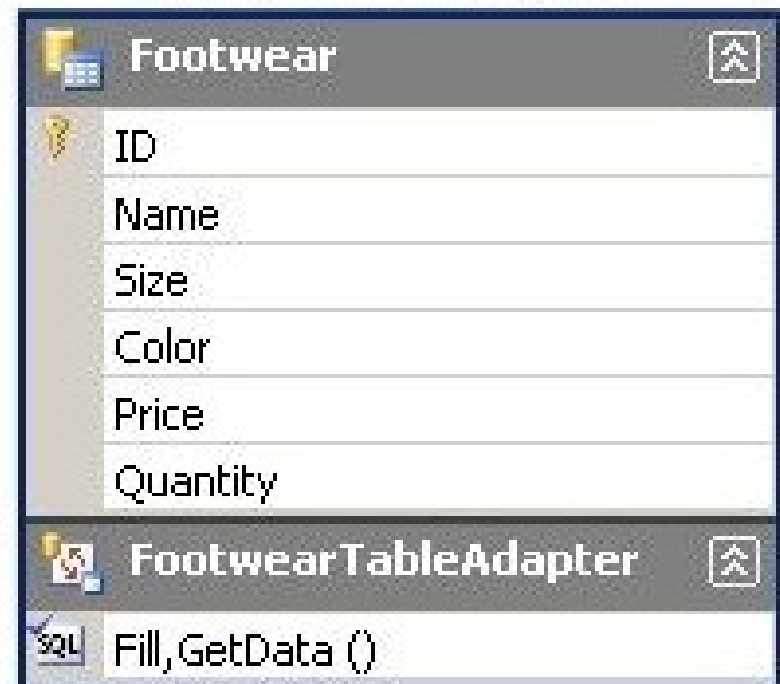 Footwear
ID
Name
Size
Color
Price
Quantity
FootwearTableAdapter
SQL Fill,GetData ()